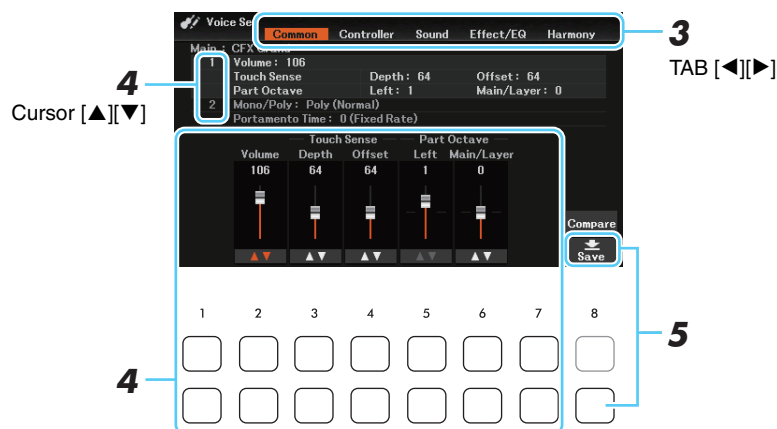 Voice Se
Common Controller Sound Effect/EQ Harmony
3
TAB [◀][▶]
Main : CFX Grand
4
Cursor [▲][▼]
1 Volume : 106
Touch Sense Depth : 64 Offset : 64
Part Octave Left : 1 Main/Layer : 0
2 Mono/Poly : Poly (Normal)
Portamento Time : 0 (Fixed Rate)
Touch Sense Part Octave
Volume Depth Offset Left Main/Layer
106 64 64 1 0
Compare
▲▼ ▲▼ ▲▼ ▲▼ ▲▼
Save
1 2 3 4 5 6 7 8
5
4